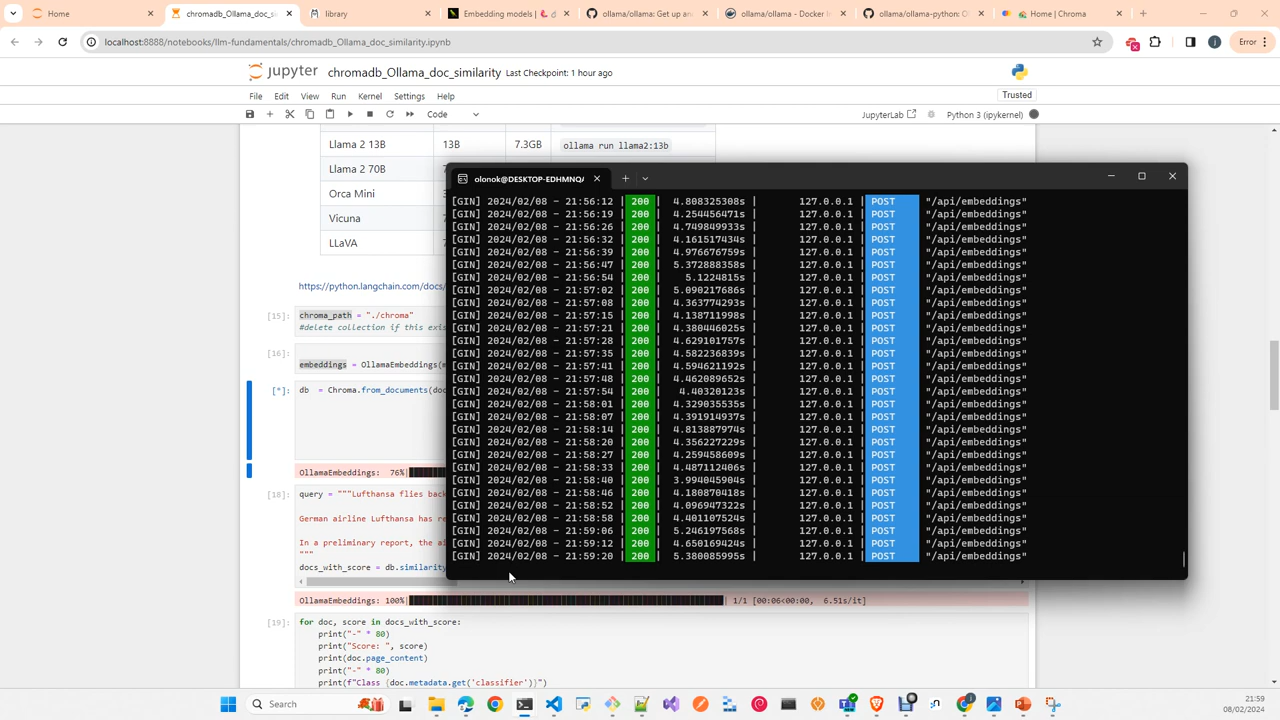 Home
chromadb_Ollama_doc_similarity
library
Embedding models |
ollama/ollama: Get up an
ollama/ollama - Docker In
ollama/ollama-python: O
Home | Chroma
localhost:8888/notebooks/llm-fundamentals/chromadb_Ollama_doc_similarity.ipynb
Error
jupyter chromadb_Ollama_doc_similarity Last Checkpoint: 1 hour ago
File Edit View Run Kernel Settings Help
Trusted
Code
JupyterLab
Python 3 (ipykernel)
Llama 2 13B 13B 7.3GB ollama run llama2:13b
Llama 2 70B
Orca Mini
Vicuna
LLaVA
https://python.langchain.com/docs/
[15]: chroma_path = "./chroma"
#delete collection if this exis
[16]:
embeddings = OllamaEmbeddings(m
[*]: db = Chroma.from_documents(doc
OllamaEmbeddings: 76%|
[18]: query = """Lufthansa flies back
German airline Lufthansa has re
In a preliminary report, the ai
"""
docs_with_score = db.similarity
OllamaEmbeddings: 100%| 1/1 [00:06<00:00, 6.51s/it]
[19]: for doc, score in docs_with_score:
print("-" * 80)
print("Score: ", score)
print(doc.page_content)
print("-" * 80)
print(f"Class {doc.metadata.get('classifier')}")
olonok@DESKTOP-EDHMNQ
[GIN] 2024/02/08 - 21:56:12 | 200 | 4.808325308s | 127.0.0.1 | POST "/api/embeddings"
[GIN] 2024/02/08 - 21:56:19 | 200 | 4.254456471s | 127.0.0.1 | POST "/api/embeddings"
[GIN] 2024/02/08 - 21:56:26 | 200 | 4.749849933s | 127.0.0.1 | POST "/api/embeddings"
[GIN] 2024/02/08 - 21:56:32 | 200 | 4.161517434s | 127.0.0.1 | POST "/api/embeddings"
[GIN] 2024/02/08 - 21:56:39 | 200 | 4.976676759s | 127.0.0.1 | POST "/api/embeddings"
[GIN] 2024/02/08 - 21:56:47 | 200 | 5.372888358s | 127.0.0.1 | POST "/api/embeddings"
[GIN] 2024/02/08 - 21:56:54 | 200 | 5.1224815s | 127.0.0.1 | POST "/api/embeddings"
[GIN] 2024/02/08 - 21:57:02 | 200 | 5.090217686s | 127.0.0.1 | POST "/api/embeddings"
[GIN] 2024/02/08 - 21:57:08 | 200 | 4.363774293s | 127.0.0.1 | POST "/api/embeddings"
[GIN] 2024/02/08 - 21:57:15 | 200 | 4.138711998s | 127.0.0.1 | POST "/api/embeddings"
[GIN] 2024/02/08 - 21:57:21 | 200 | 4.380446025s | 127.0.0.1 | POST "/api/embeddings"
[GIN] 2024/02/08 - 21:57:28 | 200 | 4.629101757s | 127.0.0.1 | POST "/api/embeddings"
[GIN] 2024/02/08 - 21:57:35 | 200 | 4.582236839s | 127.0.0.1 | POST "/api/embeddings"
[GIN] 2024/02/08 - 21:57:41 | 200 | 4.594621192s | 127.0.0.1 | POST "/api/embeddings"
[GIN] 2024/02/08 - 21:57:48 | 200 | 4.462089652s | 127.0.0.1 | POST "/api/embeddings"
[GIN] 2024/02/08 - 21:57:54 | 200 | 4.40320123s | 127.0.0.1 | POST "/api/embeddings"
[GIN] 2024/02/08 - 21:58:01 | 200 | 4.329035535s | 127.0.0.1 | POST "/api/embeddings"
[GIN] 2024/02/08 - 21:58:07 | 200 | 4.391914937s | 127.0.0.1 | POST "/api/embeddings"
[GIN] 2024/02/08 - 21:58:14 | 200 | 4.813887974s | 127.0.0.1 | POST "/api/embeddings"
[GIN] 2024/02/08 - 21:58:20 | 200 | 4.356227229s | 127.0.0.1 | POST "/api/embeddings"
[GIN] 2024/02/08 - 21:58:27 | 200 | 4.259458609s | 127.0.0.1 | POST "/api/embeddings"
[GIN] 2024/02/08 - 21:58:33 | 200 | 4.487112406s | 127.0.0.1 | POST "/api/embeddings"
[GIN] 2024/02/08 - 21:58:40 | 200 | 3.994045904s | 127.0.0.1 | POST "/api/embeddings"
[GIN] 2024/02/08 - 21:58:46 | 200 | 4.180870418s | 127.0.0.1 | POST "/api/embeddings"
[GIN] 2024/02/08 - 21:58:52 | 200 | 4.096947322s | 127.0.0.1 | POST "/api/embeddings"
[GIN] 2024/02/08 - 21:58:58 | 200 | 4.401107524s | 127.0.0.1 | POST "/api/embeddings"
[GIN] 2024/02/08 - 21:59:06 | 200 | 5.246197568s | 127.0.0.1 | POST "/api/embeddings"
[GIN] 2024/02/08 - 21:59:12 | 200 | 4.650169424s | 127.0.0.1 | POST "/api/embeddings"
[GIN] 2024/02/08 - 21:59:20 | 200 | 5.380085995s | 127.0.0.1 | POST "/api/embeddings"
Search
21:59
08/02/2024